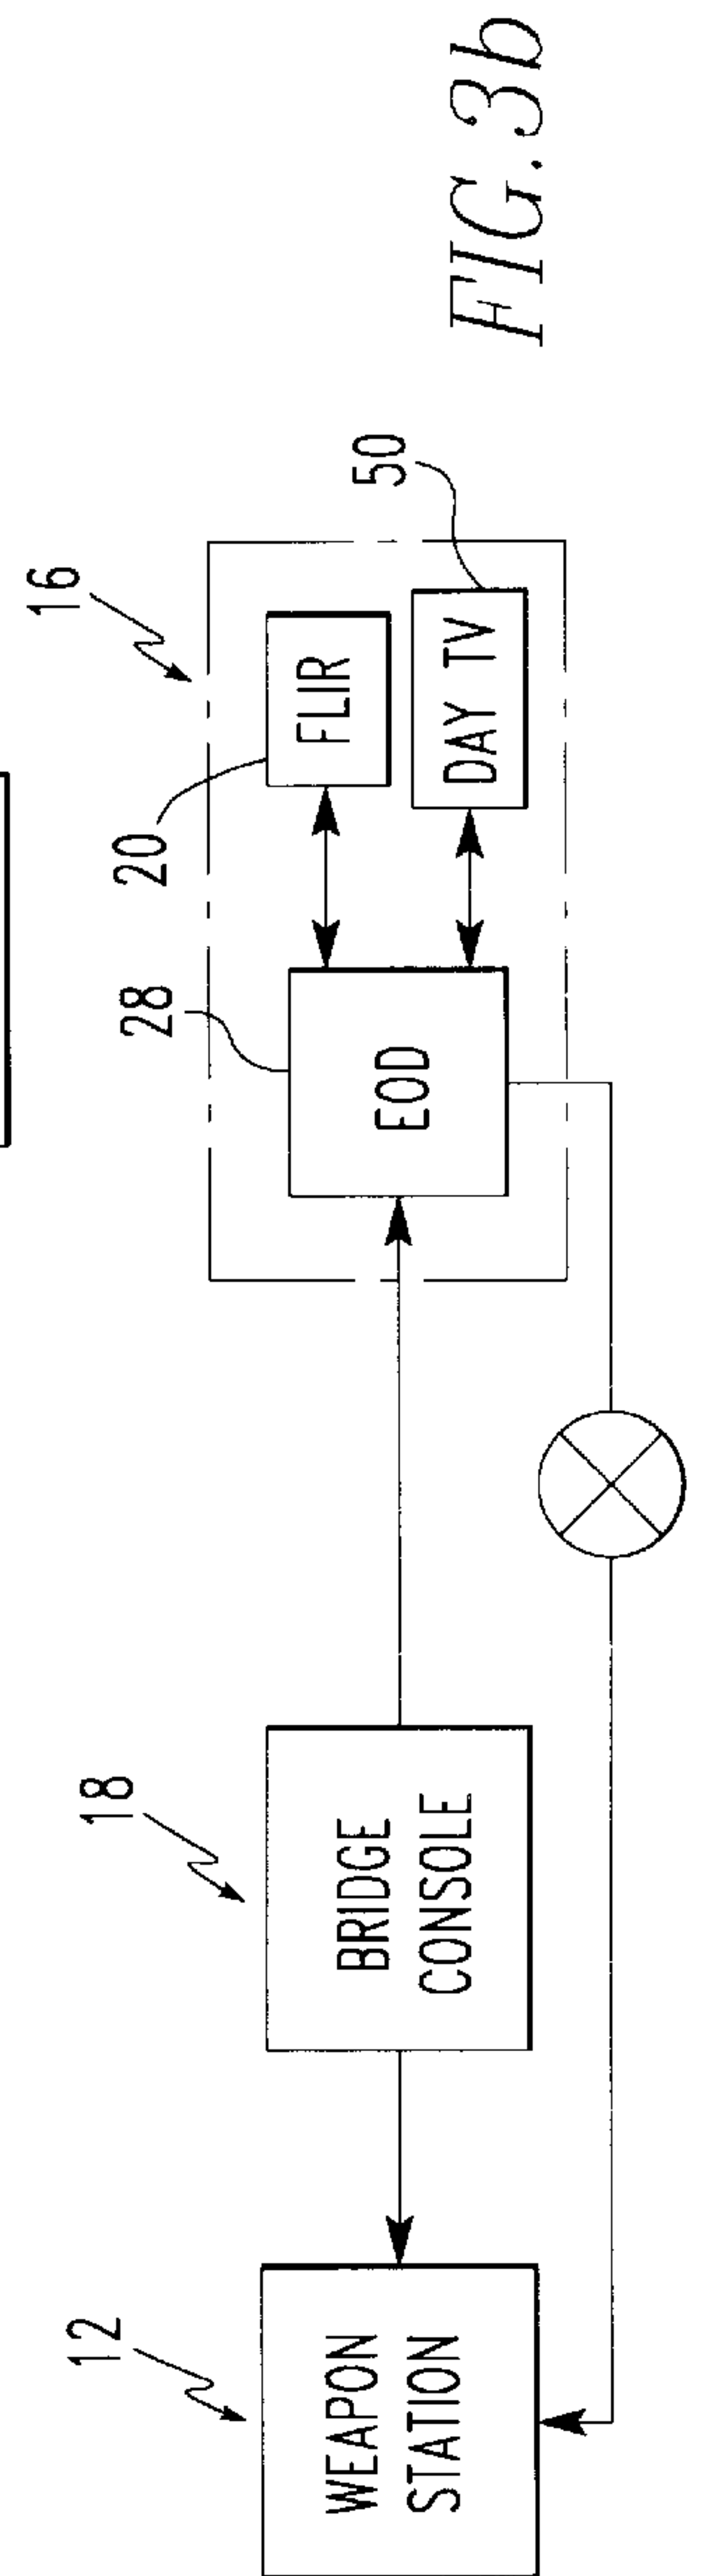 16
20
FLIR
50
DAY TV
28
EOD
18
BRIDGE
CONSOLE
12
WEAPON
STATION
FIG. 3b